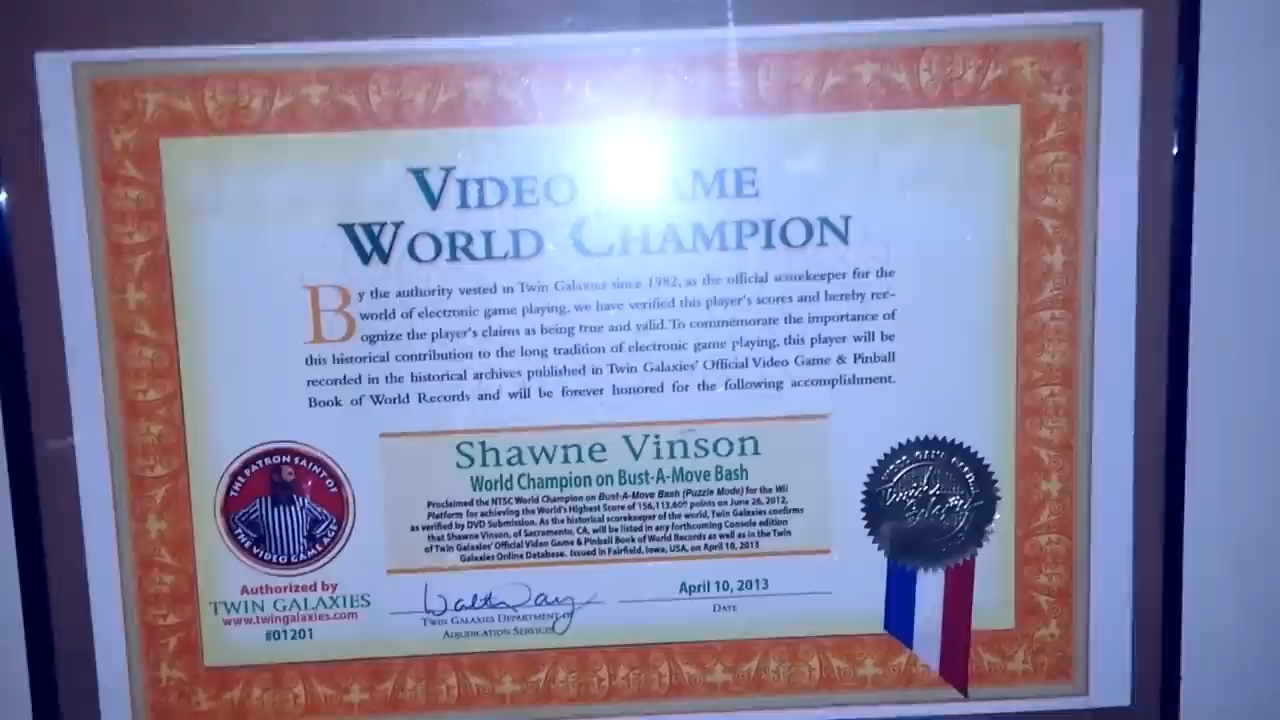 VIDEO GAME
WORLD CHAMPION
By the authority vested in Twin Galaxies since 1982, as the official scorekeeper for the
world of electronic game playing, we have verified this player's scores and hereby rec-
ognize the player's claims as being true and valid. To commemorate the importance of
this historical contribution to the long tradition of electronic game playing, this player will be
recorded in the historical archives published in Twin Galaxies' Official Video Game & Pinball
Book of World Records and will be forever honored for the following accomplishment.
Shawne Vinson
World Champion on Bust-A-Move Bash
Proclaimed the NTSC World Champion on Bust-A-Move Bash (Puzzle Mode) for the Wii
Platform for achieving the World's Highest Score of 156,113,600 points on June 26, 2012,
as verified by DVD Submission. As the historical scorekeeper of the world, Twin Galaxies confirms
that Shawne Vinson, of Sacramento, CA, will be listed in any forthcoming Console edition
of Twin Galaxies' Official Video Game & Pinball Book of World Records as well as in the Twin
Galaxies Online Database. Issued in Fairfield, Iowa, USA, on April 10, 2013
THE PATRON SAINT OF
THE VIDEO GAME AGE
Authorized by
TWIN GALAXIES
www.twingalaxies.com
#01201
Walter Day
TWIN GALAXIES DEPARTMENT OF
ADJUDICATION SERVICES
April 10, 2013
DATE